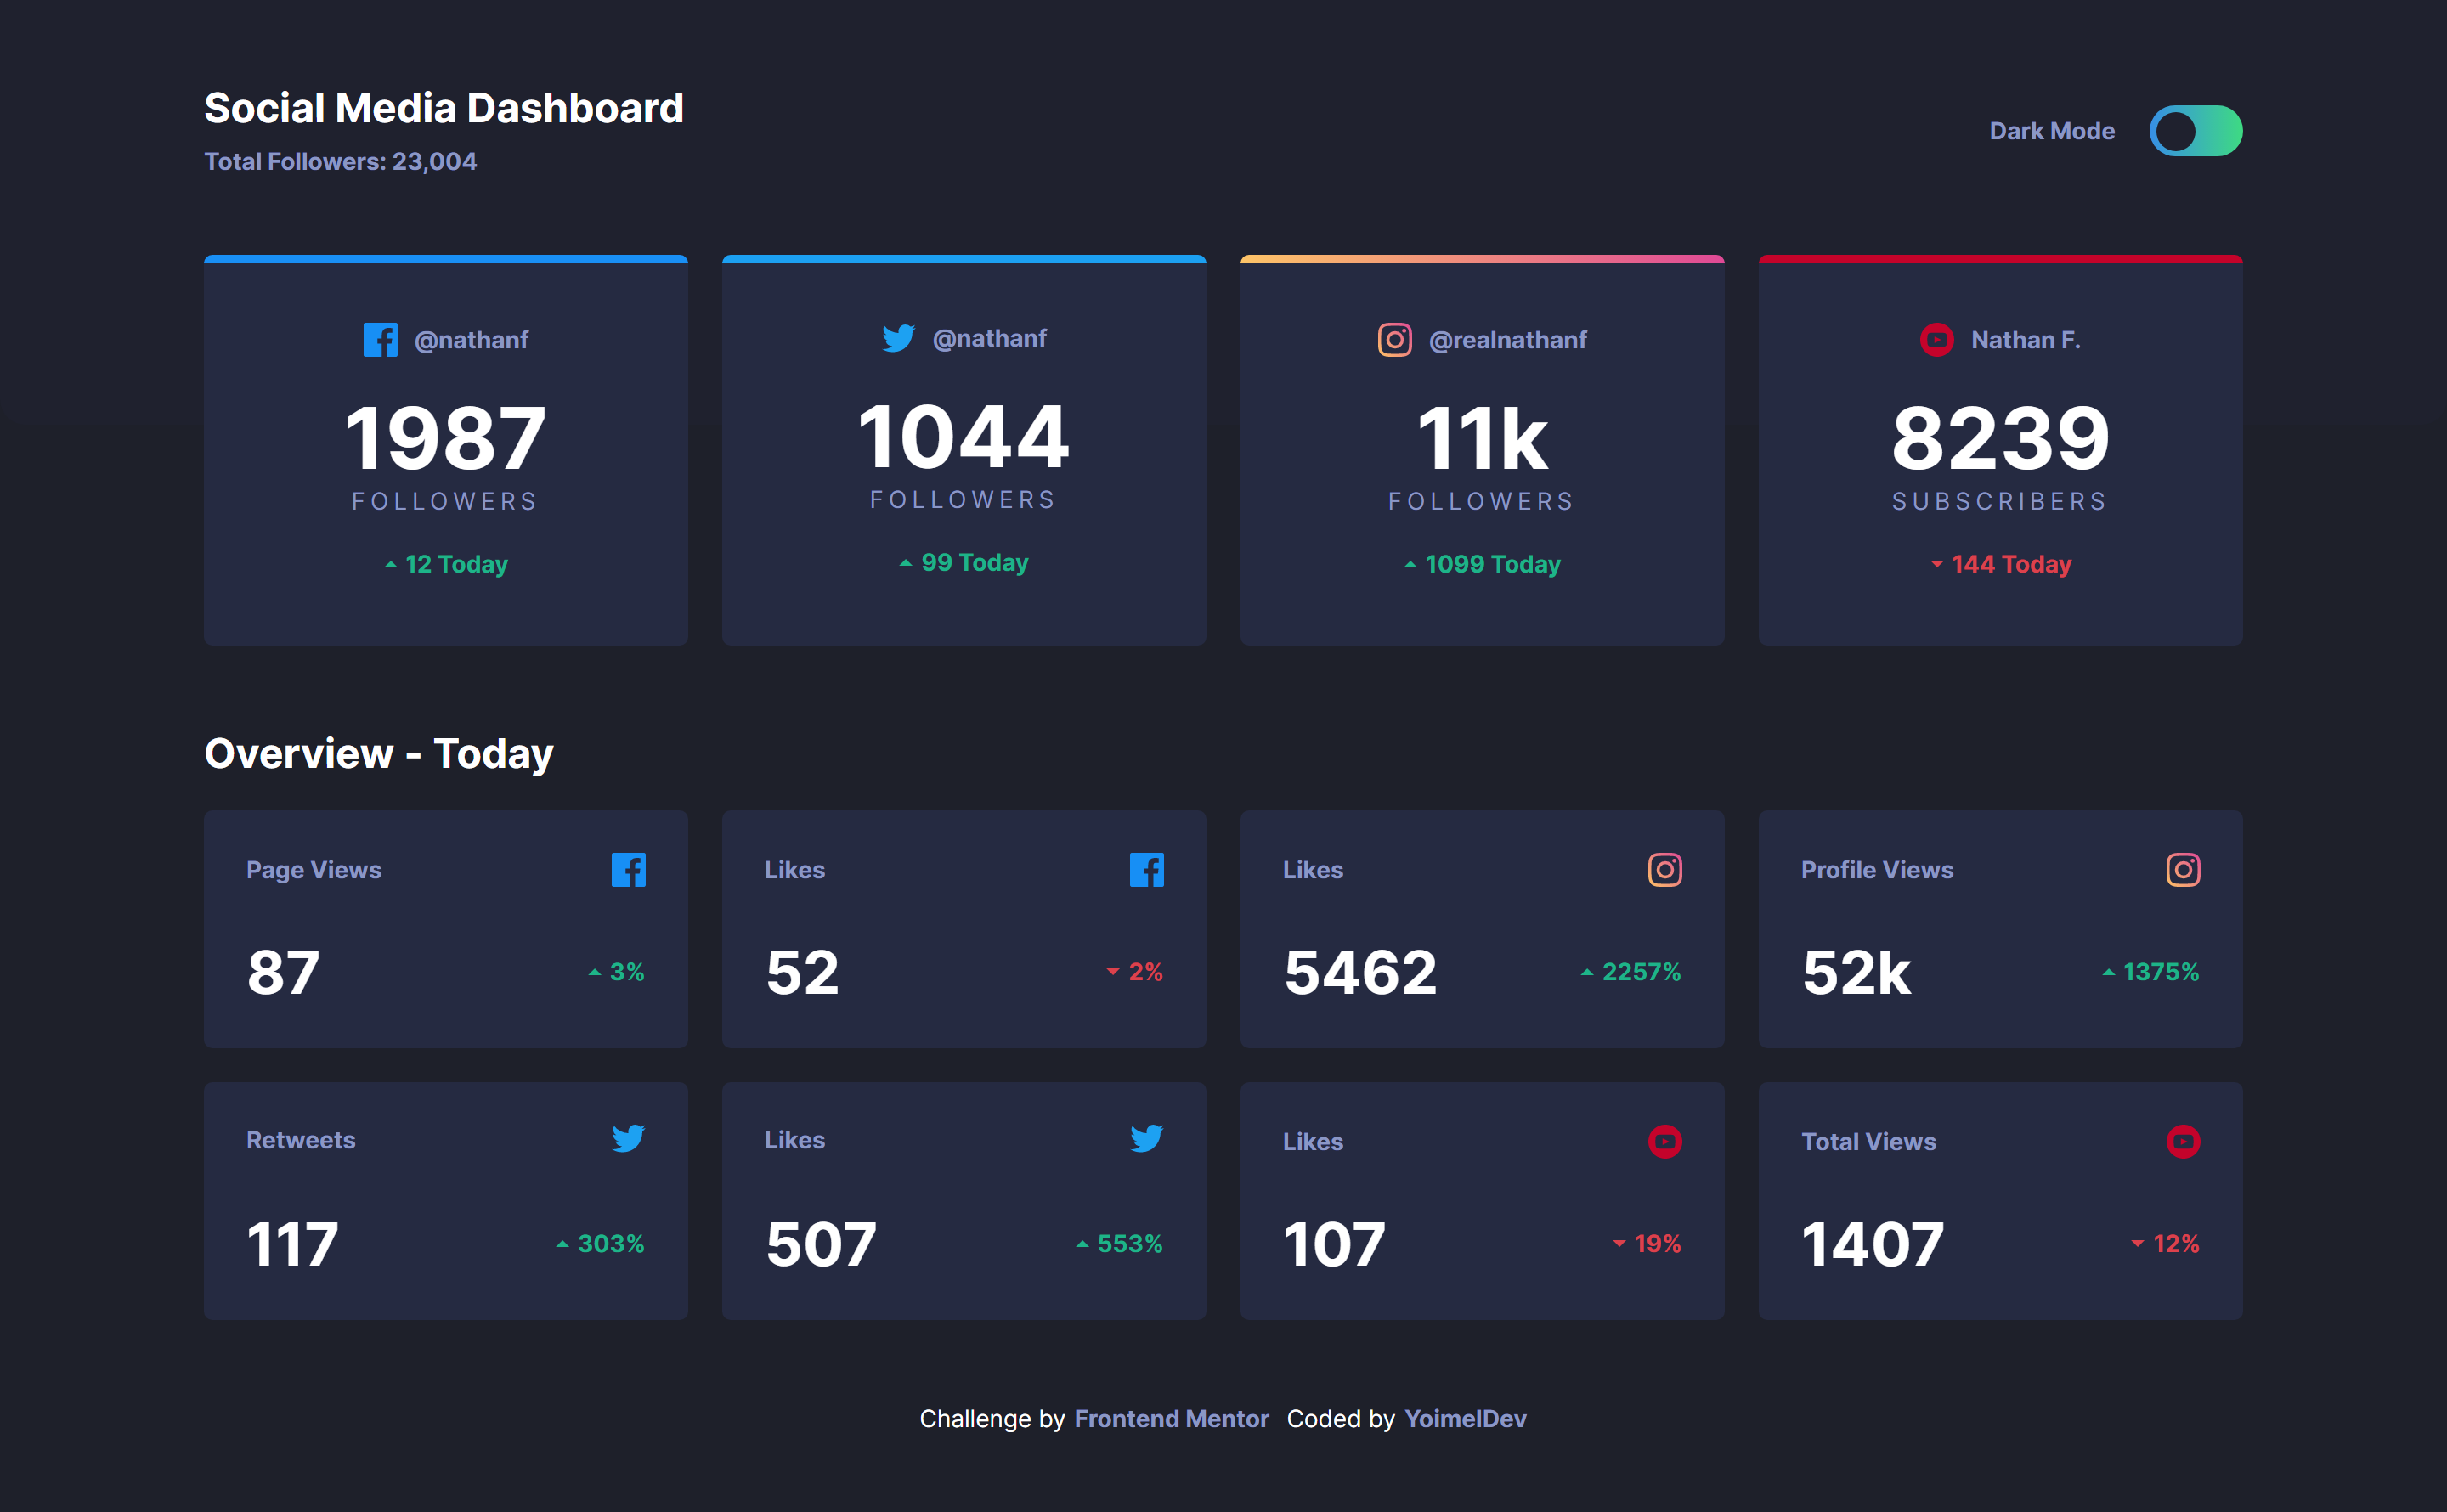 Social Media Dashboard
Total Followers: 23,004
Dark Mode
@nathanf
1987
FOLLOWERS
12 Today
@nathanf
1044
FOLLOWERS
99 Today
@realnathanf
11k
FOLLOWERS
1099 Today
Nathan F.
8239
SUBSCRIBERS
144 Today
Overview - Today
Page Views
87
3%
Likes
52
2%
Likes
5462
2257%
Profile Views
52k
1375%
Retweets
117
303%
Likes
507
553%
Likes
107
19%
Total Views
1407
12%
Challenge by Frontend Mentor Coded by YoimelDev